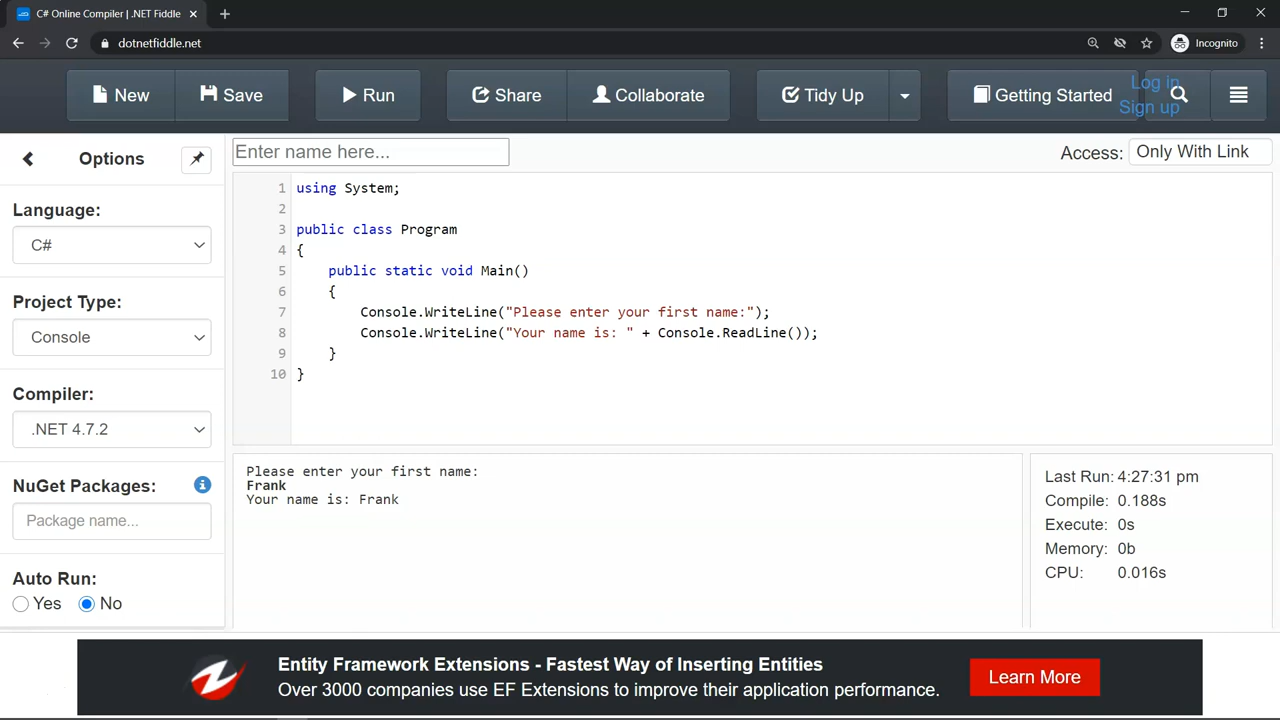 C# Online Compiler | .NET Fiddle
dotnetfiddle.net
Incognito
New
Save
Run
Share
Collaborate
Tidy Up
Getting Started
Log in
Sign up
Options
Enter name here...
Access:
Only With Link
Language:
C#
Project Type:
Console
Compiler:
.NET 4.7.2
NuGet Packages:
Package name...
Auto Run:
Yes No
1 using System;
2
3 public class Program
4 {
5 public static void Main()
6 {
7 Console.WriteLine("Please enter your first name:");
8 Console.WriteLine("Your name is: " + Console.ReadLine());
9 }
10 }
Please enter your first name:
Frank
Your name is: Frank
Last Run: 4:27:31 pm
Compile: 0.188s
Execute: 0s
Memory: 0b
CPU: 0.016s
Entity Framework Extensions - Fastest Way of Inserting Entities
Over 3000 companies use EF Extensions to improve their application performance.
Learn More